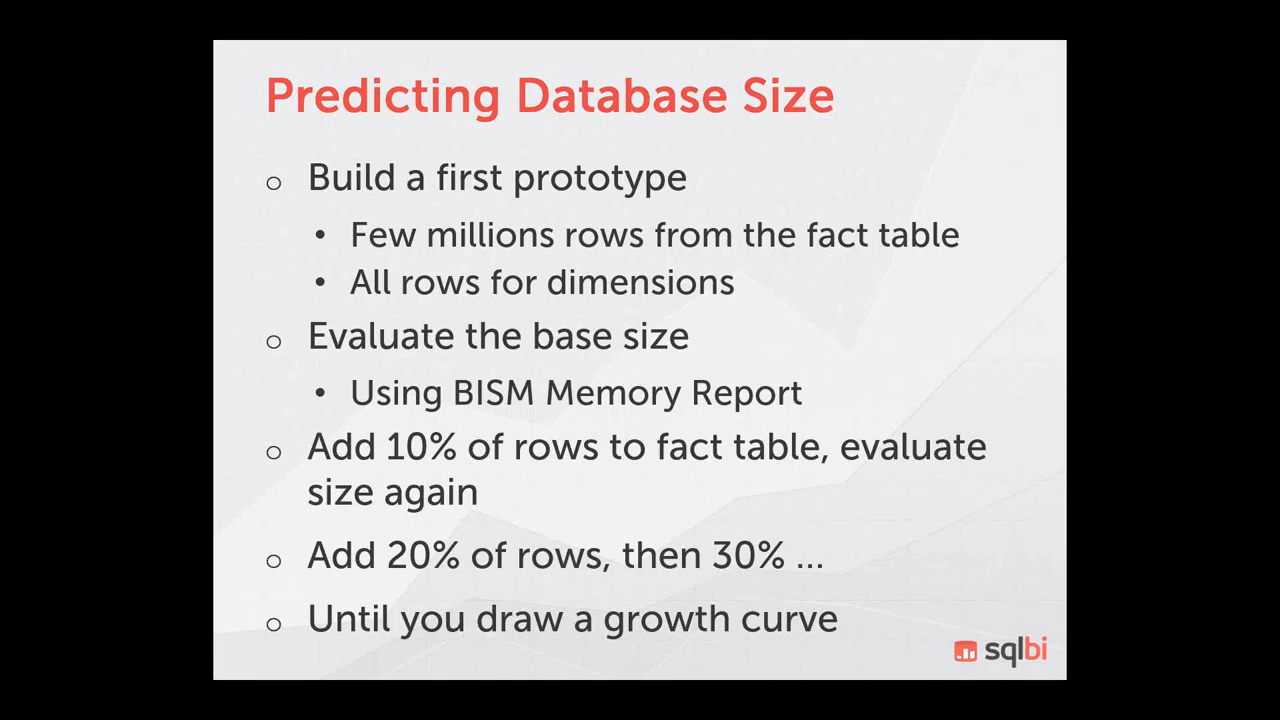 Predicting Database Size
o Build a first prototype
• Few millions rows from the fact table
• All rows for dimensions
o Evaluate the base size
• Using BISM Memory Report
o Add 10% of rows to fact table, evaluate
size again
o Add 20% of rows, then 30% ...
o Until you draw a growth curve
sqlbi